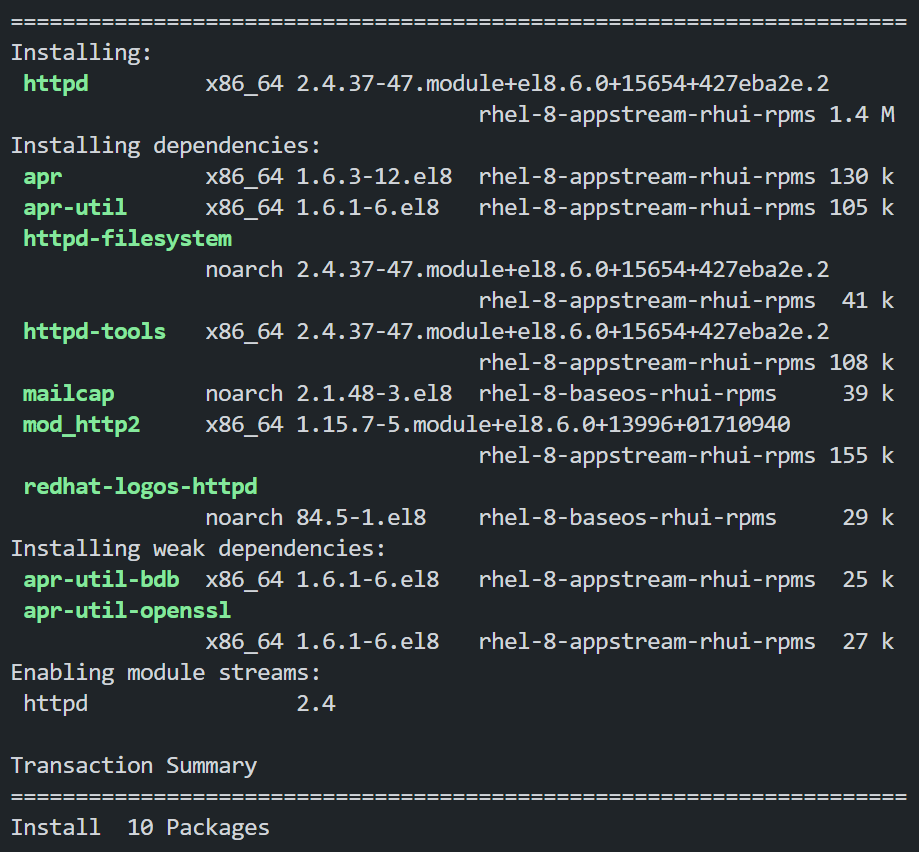 =====================================================================
Installing:
 httpd         x86_64 2.4.37-47.module+el8.6.0+15654+427eba2e.2
                                    rhel-8-appstream-rhui-rpms 1.4 M
Installing dependencies:
 apr           x86_64 1.6.3-12.el8  rhel-8-appstream-rhui-rpms 130 k
 apr-util      x86_64 1.6.1-6.el8   rhel-8-appstream-rhui-rpms 105 k
 httpd-filesystem
               noarch 2.4.37-47.module+el8.6.0+15654+427eba2e.2
                                    rhel-8-appstream-rhui-rpms  41 k
 httpd-tools   x86_64 2.4.37-47.module+el8.6.0+15654+427eba2e.2
                                    rhel-8-appstream-rhui-rpms 108 k
 mailcap       noarch 2.1.48-3.el8  rhel-8-baseos-rhui-rpms     39 k
 mod_http2     x86_64 1.15.7-5.module+el8.6.0+13996+01710940
                                    rhel-8-appstream-rhui-rpms 155 k
 redhat-logos-httpd
               noarch 84.5-1.el8    rhel-8-baseos-rhui-rpms     29 k
Installing weak dependencies:
 apr-util-bdb  x86_64 1.6.1-6.el8   rhel-8-appstream-rhui-rpms  25 k
 apr-util-openssl
               x86_64 1.6.1-6.el8   rhel-8-appstream-rhui-rpms  27 k
Enabling module streams:
 httpd                2.4

Transaction Summary
=====================================================================
Install  10 Packages